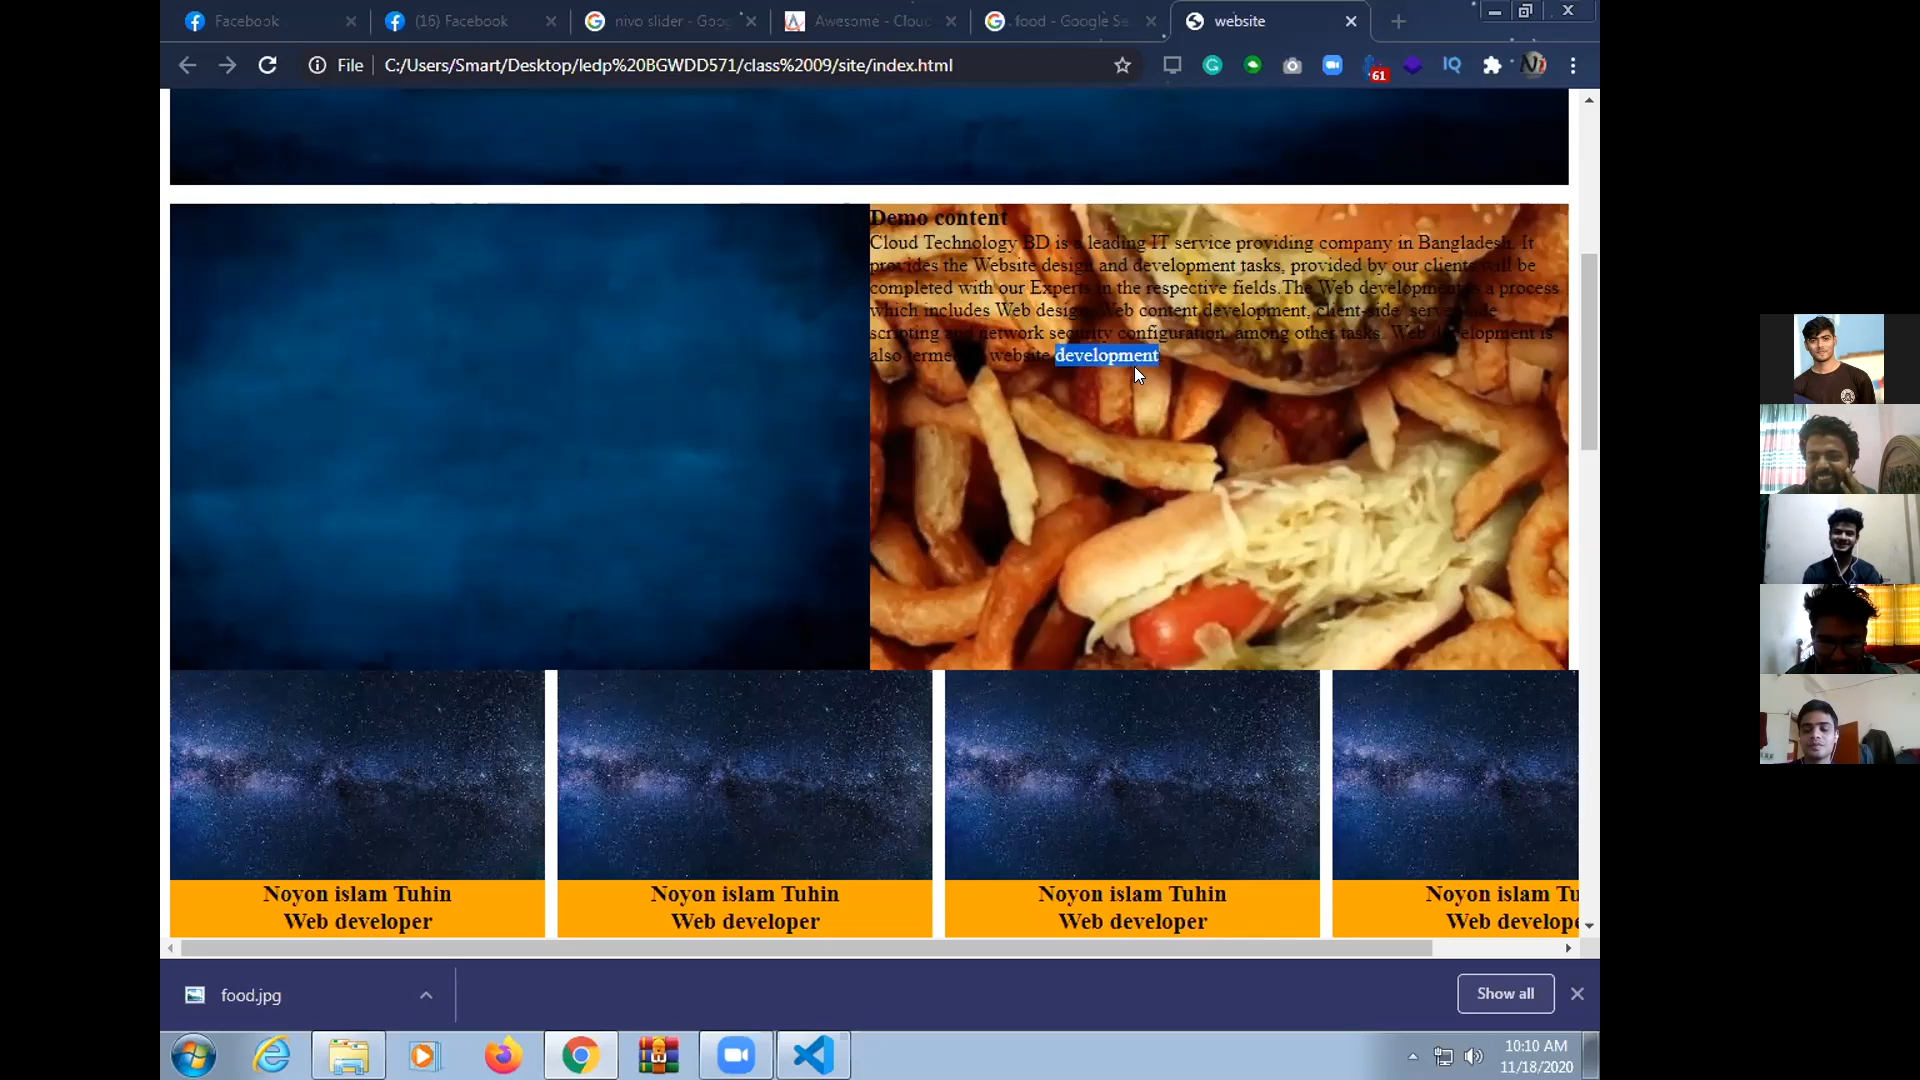 Facebook
(16) Facebook
nivo slider - Goog
Awesome - Cloud
food - Google Se
website
File
C:/Users/Smart/Desktop/ledp%20BGWDD571/class%2009/site/index.html
61
IQ
Demo content
Cloud Technology BD is a leading IT service providing company in Bangladesh. It
provides the Website design and development tasks, provided by our clients will be
completed with our Experts in the respective fields.The Web development is a process
which includes Web design, Web content development, client-side
scripting and network security configuration, among other tasks. Web development is
also termed website development
Noyon islam Tuhin
Web developer
Noyon islam Tuhin
Web developer
Noyon islam Tuhin
Web developer
Noyon islam Tu
Web develope
food.jpg
Show all
10:10 AM
11/18/2020